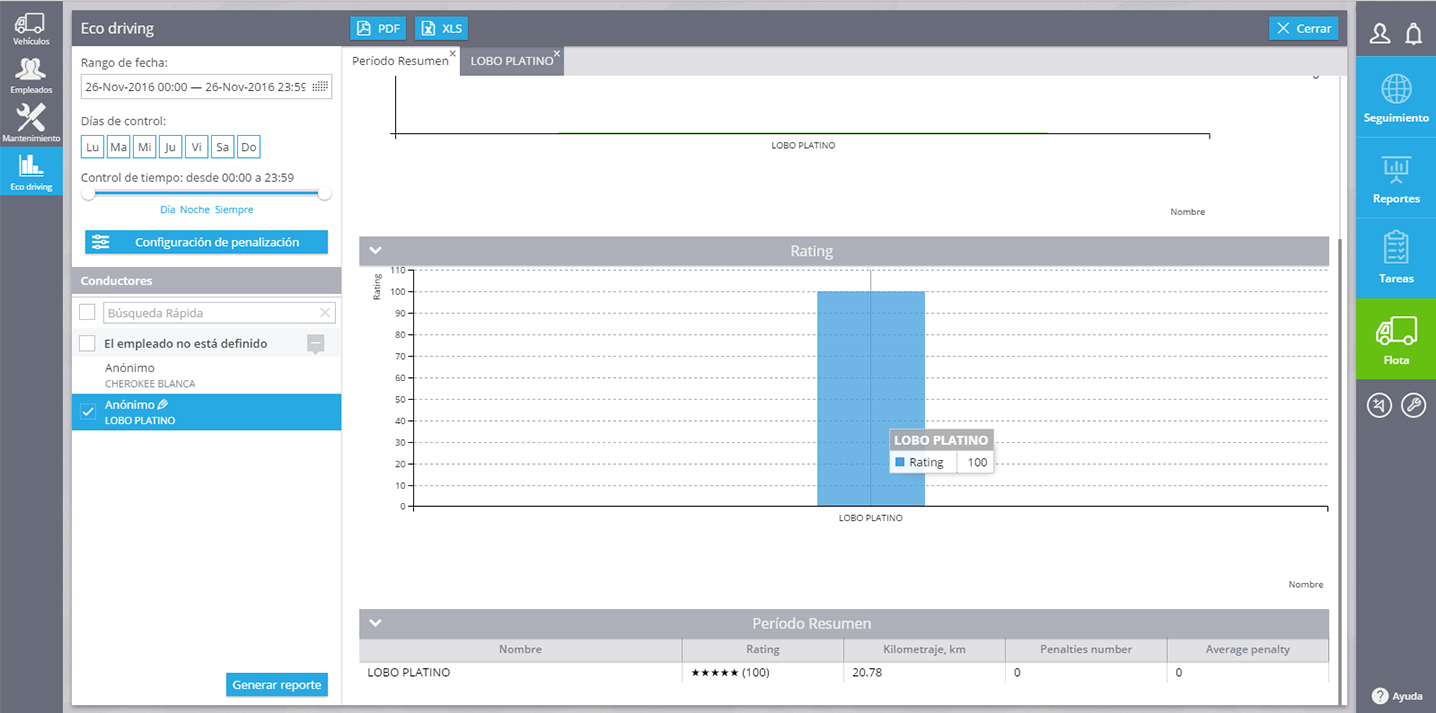 Vehículos
Empleados
Mantenimiento
Eco driving
Eco driving
PDF
XLS
Cerrar
Rango de fecha:
26-Nov-2016 00:00 — 26-Nov-2016 23:59
Días de control:
Lu Ma Mi Ju Vi Sa Do
Control de tiempo: desde 00:00 a 23:59
Día Noche Siempre
Configuración de penalización
Conductores
Búsqueda Rápida
El empleado no está definido
Anónimo
CHEROKEE BLANCA
Anónimo
LOBO PLATINO
Generar reporte
Período Resumen
LOBO PLATINO
LOBO PLATINO
Nombre
Rating
Rating
110
100
90
80
70
60
50
40
30
20
10
0
LOBO PLATINO
Rating 100
LOBO PLATINO
Nombre
Período Resumen
Nombre Rating Kilometraje, km Penalties number Average penalty
LOBO PLATINO ★★★★★ (100) 20.78 0 0
Seguimiento
Reportes
Tareas
Flota
? Ayuda